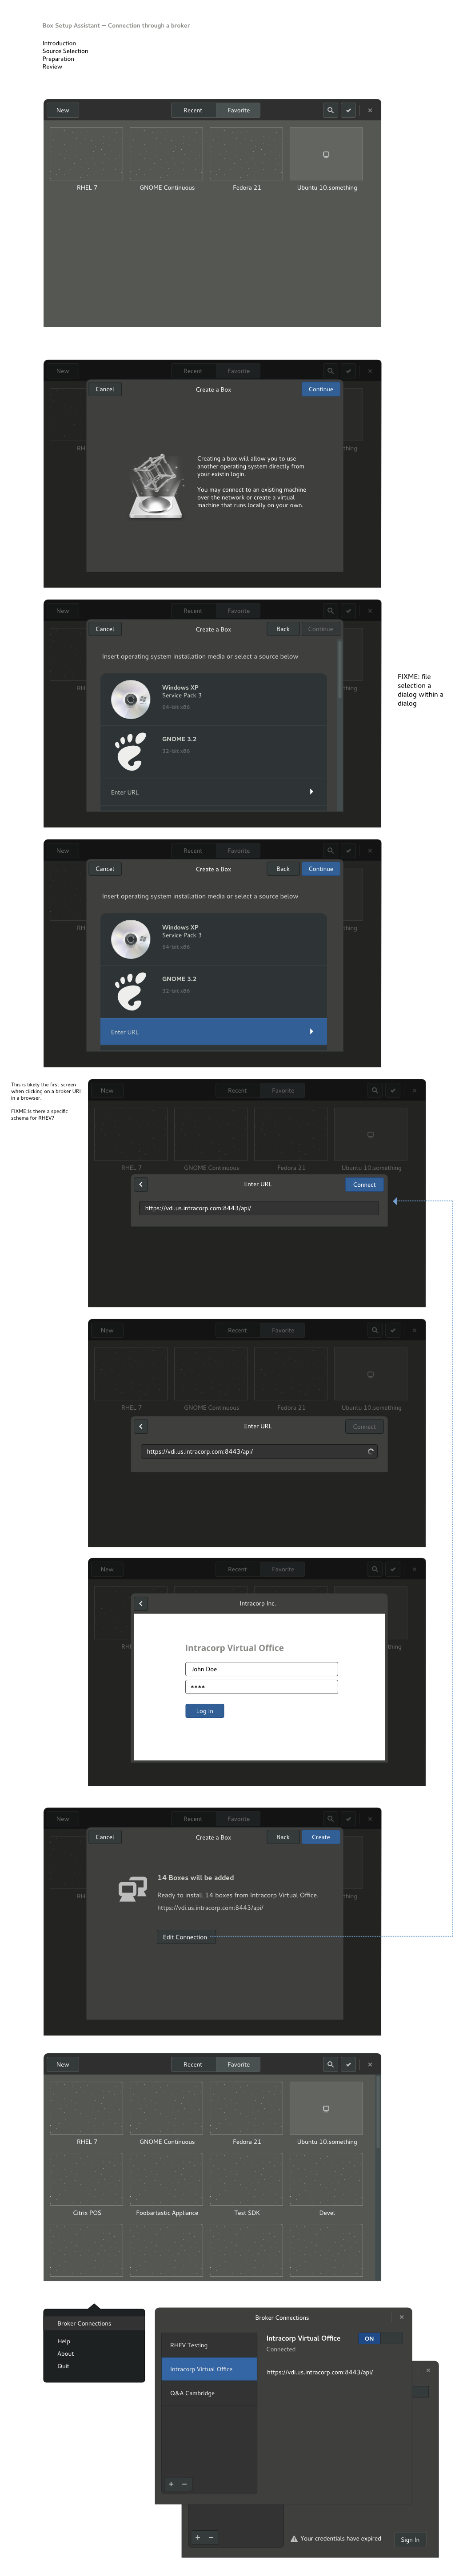 Box Setup Assistant — Connection through a broker
Introduction
Source Selection
Preparation
Review
New
Recent
Favorite
RHEL 7
GNOME Continuous
Fedora 21
Ubuntu 10.something
New
Recent
Favorite
RH
thing
Cancel
Create a Box
Continue
Creating a box will allow you to use
another operating system directly from
your existin login.
You may connect to an existing machine
over the network or create a virtual
machine that runs locally on your own.
New
Recent
Favorite
RH
thing
Cancel
Create a Box
Back
Continue
Insert operating system installation media or select a source below
Windows XP
Service Pack 3
64-bit x86
GNOME 3.2
32-bit x86
Enter URL
FIXME: file
selection a
dialog within a
dialog
New
Recent
Favorite
RH
thing
Cancel
Create a Box
Back
Continue
Insert operating system installation media or select a source below
Windows XP
Service Pack 3
64-bit x86
GNOME 3.2
32-bit x86
Enter URL
This is likely the first screen
when clicking on a broker URI
in a browser.
FIXME:Is there a specific
schema for RHEV?
New
Recent
Favorite
RHEL 7
GNOME Continuous
Fedora 21
Ubuntu 10.something
Enter URL
Connect
https://vdi.us.intracorp.com:8443/api/
New
Recent
Favorite
RHEL 7
GNOME Continuous
Fedora 21
Ubuntu 10.something
Enter URL
Connect
https://vdi.us.intracorp.com:8443/api/
New
Recent
Favorite
RH
thing
Intracorp Inc.
Intracorp Virtual Office
John Doe
Log In
New
Recent
Favorite
RH
thing
Cancel
Create a Box
Back
Create
14 Boxes will be added
Ready to install 14 boxes from Intracorp Virtual Office.
https://vdi.us.intracorp.com:8443/api/
Edit Connection
New
Recent
Favorite
RHEL 7
GNOME Continuous
Fedora 21
Ubuntu 10.something
Citrix POS
Foobartastic Appliance
Test SDK
Devel
Broker Connections
Help
About
Quit
Broker Connections
RHEV Testing
Intracorp Virtual Office
Q&A Cambridge
Intracorp Virtual Office
ON
Connected
https://vdi.us.intracorp.com:8443/api/
Your credentials have expired
Sign In